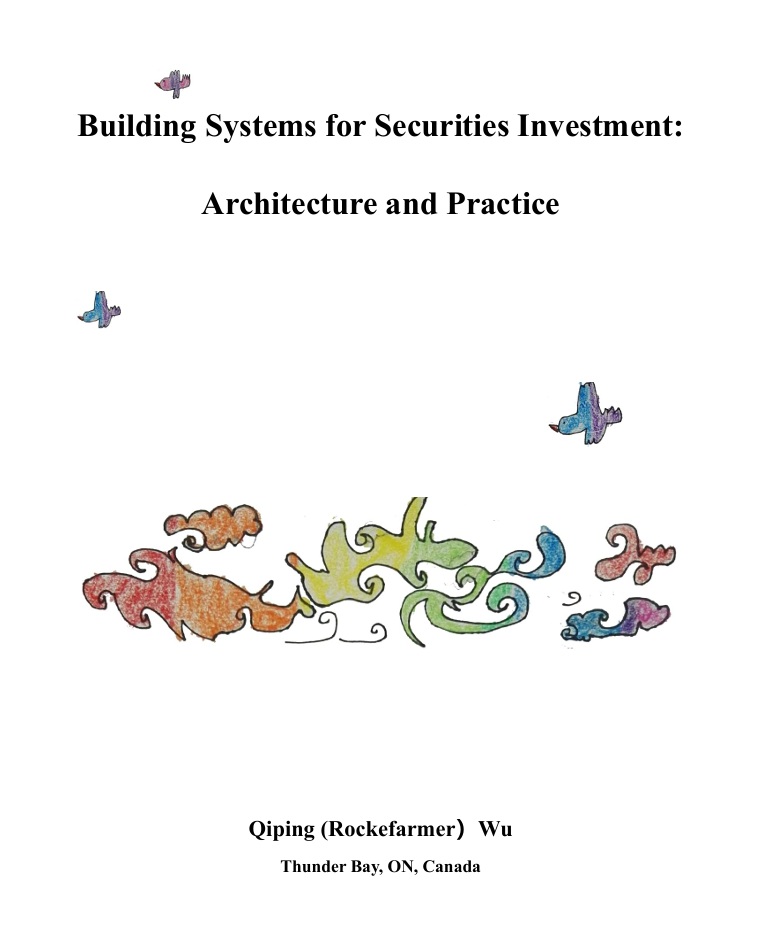 Building Systems for Securities Investment:
Architecture and Practice
Qiping (Rockefarmer）Wu
Thunder Bay, ON, Canada